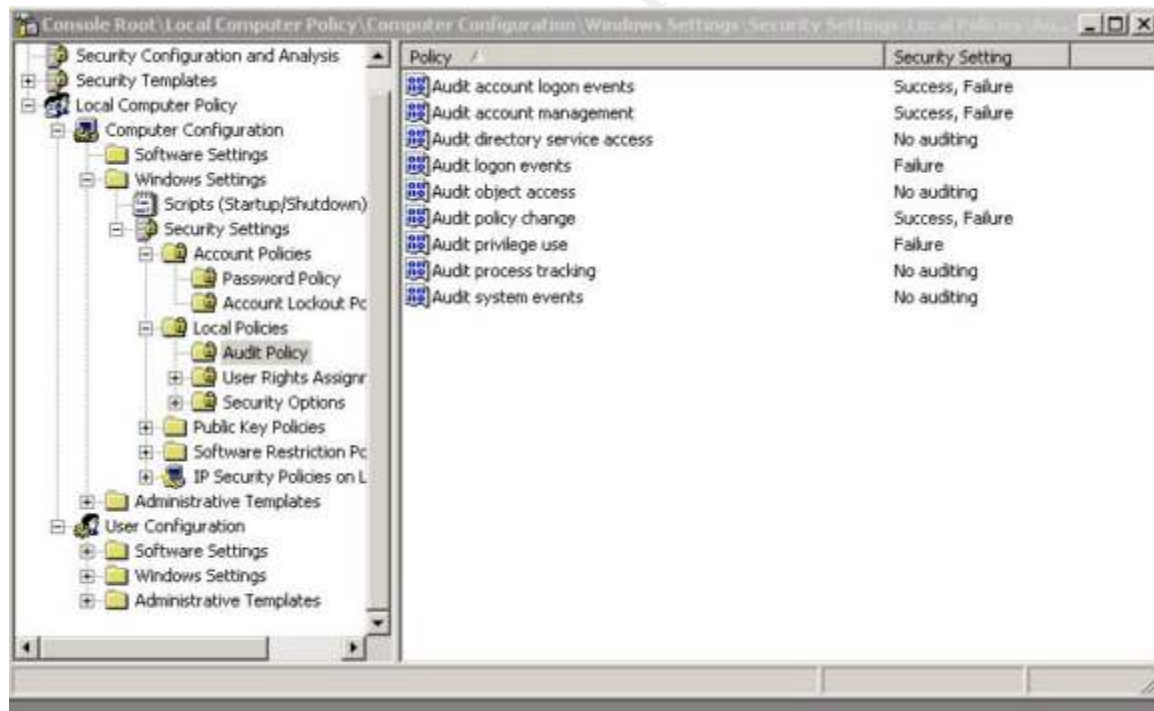 Console Root\Local Computer Policy\Computer Configuration\Windows Settings\Security Settings\Local Policies\
Security Configuration and Analysis
Security Templates
Local Computer Policy
Computer Configuration
Software Settings
Windows Settings
Scripts (Startup/Shutdown)
Security Settings
Account Policies
Password Policy
Account Lockout Pc
Local Policies
Audit Policy
User Rights Assignr
Security Options
Public Key Policies
Software Restriction Pc
IP Security Policies on L
Administrative Templates
User Configuration
Software Settings
Windows Settings
Administrative Templates
Policy Security Setting
Audit account logon events Success, Failure
Audit account management Success, Failure
Audit directory service access No auditing
Audit logon events Failure
Audit object access No auditing
Audit policy change Success, Failure
Audit privilege use Failure
Audit process tracking No auditing
Audit system events No auditing